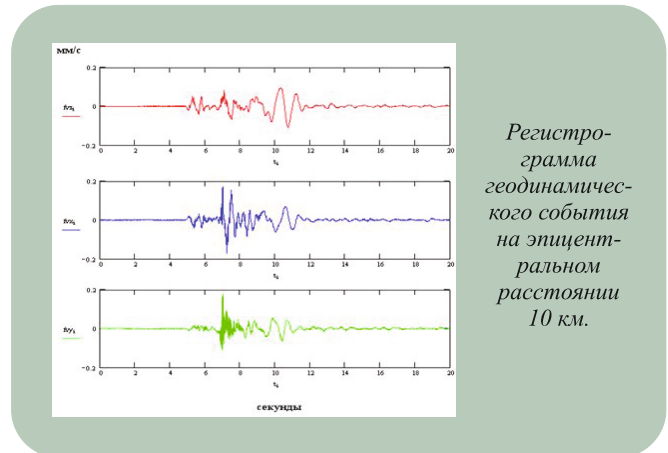 мм/с
0.2
fvz
0
−0.2
0 2 4 6 8 10 12 14 16 18 20
0.2
0
−0.2
0 2 4 6 8 10 12 14 16 18 20
0.2
fvy
0
−0.2
0 2 4 6 8 10 12 14 16 18 20
секунды
Регистро-
грамма
геодинамичес-
кого события
на эпицент-
ральном
расстоянии
10 км.